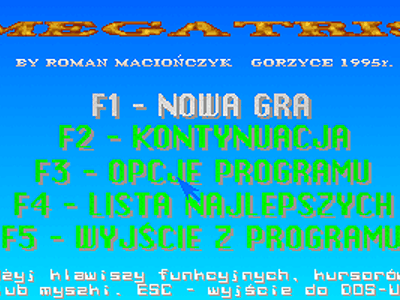 MEGATRIS
BY ROMAN MACIOŃCZYK GORZYCE 1995r.
F1 - NOWA GRA
F2 - KONTYNUACJA
F3 - OPCJE PROGRAMU
F4 - LISTA NAJLEPSZYCH
F5 - WYJŚCIE Z PROGRAMU
klawiszy funkcyjnych, kursorów
lub myszki. ESC - wyjście do